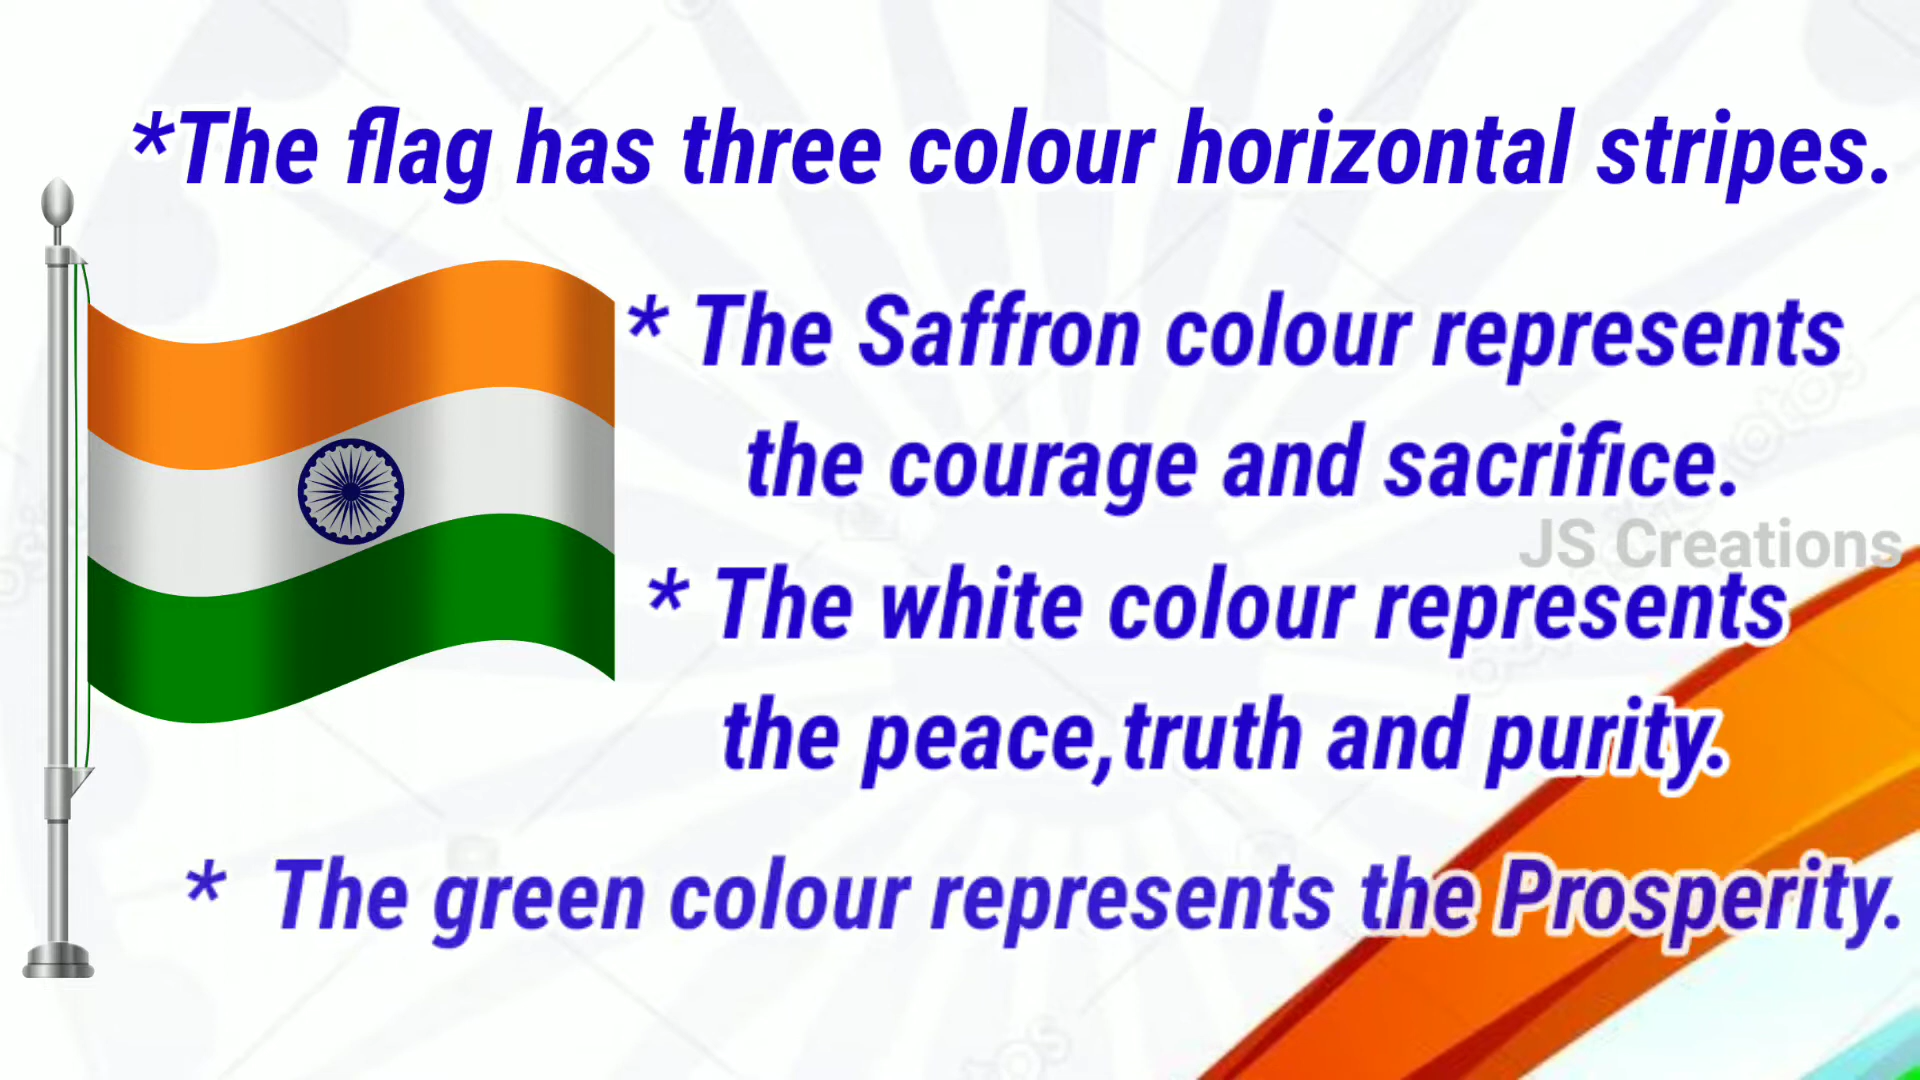 *The flag has three colour horizontal stripes.
* The Saffron colour represents
the courage and sacrifice.
JS Creations
* The white colour represents
the peace,truth and purity.
* The green colour represents the Prosperity.